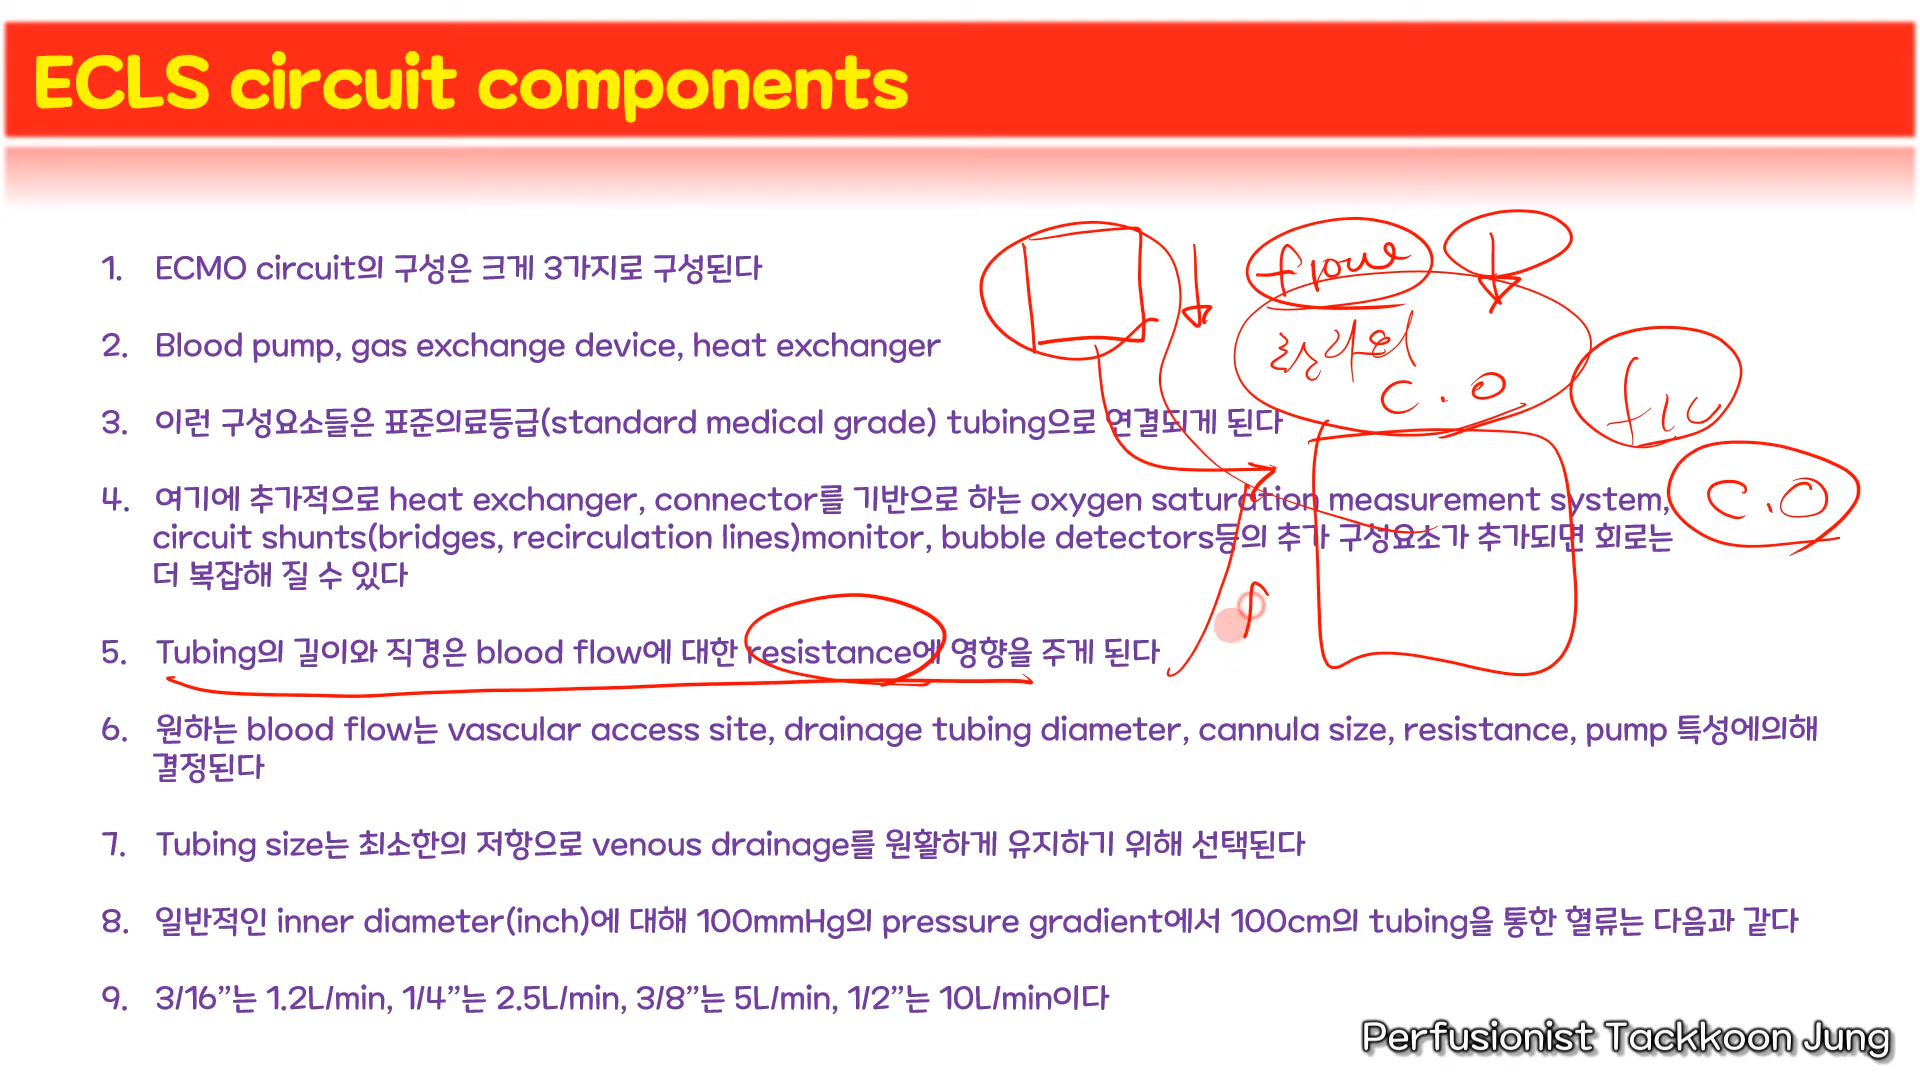 ECLS circuit components
1. ECMO circuit의 구성은 크게 3가지로 구성된다
2. Blood pump, gas exchange device, heat exchanger
3. 이런 구성요소들은 표준의료등급(standard medical grade) tubing으로 연결되게 된다
4. 여기에 추가적으로 heat exchanger, connector를 기반으로 하는 oxygen saturation measurement system,
circuit shunts(bridges, recirculation lines)monitor, bubble detectors등의 추가 구성요소가 추가되면 회로는
더 복잡해 질 수 있다
5. Tubing의 길이와 직경은 blood flow에 대한 resistance에 영향을 주게 된다
6. 원하는 blood flow는 vascular access site, drainage tubing diameter, cannula size, resistance, pump 특성에의해
결정된다
7. Tubing size는 최소한의 저항으로 venous drainage를 원활하게 유지하기 위해 선택된다
8. 일반적인 inner diameter(inch)에 대해 100mmHg의 pressure gradient에서 100cm의 tubing을 통한 혈류는 다음과 같다
9. 3/16”는 1.2L/min, 1/4”는 2.5L/min, 3/8”는 5L/min, 1/2”는 10L/min이다
C.O
C.O
Perfusionist Tackkoon Jung